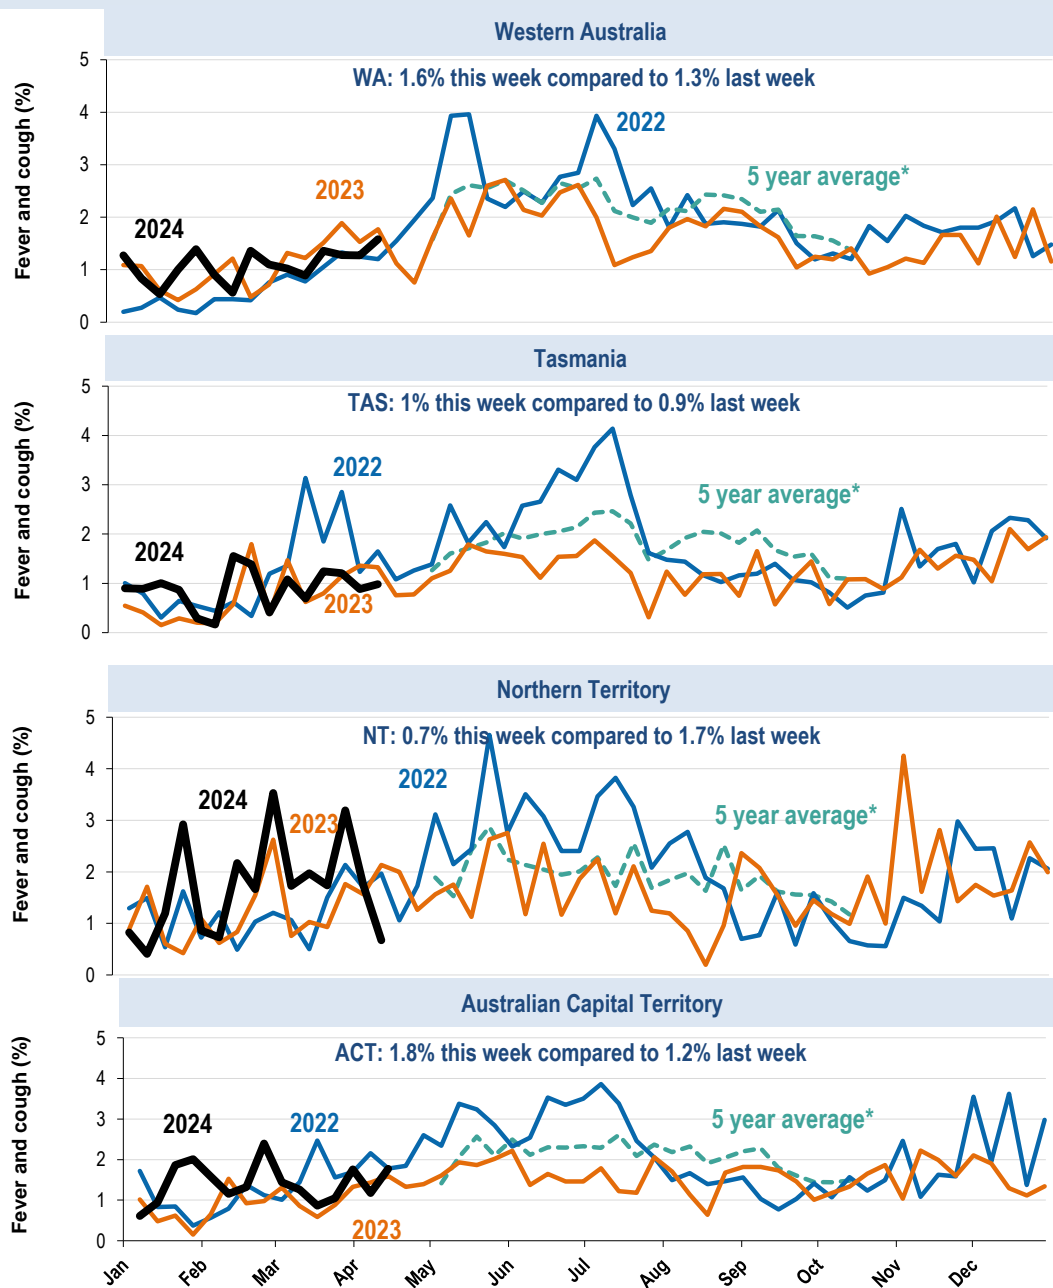 Western Australia
WA: 1.6% this week compared to 1.3% last week
Fever and cough (%)
5
4
3
2
1
0
2024
2023
2022
5 year average*
Tasmania
TAS: 1% this week compared to 0.9% last week
Fever and cough (%)
5
4
3
2
1
0
2024
2022
2023
5 year average*
Northern Territory
NT: 0.7% this week compared to 1.7% last week
Fever and cough (%)
5
4
3
2
1
0
2024
2023
2022
5 year average*
Australian Capital Territory
ACT: 1.8% this week compared to 1.2% last week
Fever and cough (%)
5
4
3
2
1
0
2024
2022
2023
5 year average*
Jan Feb Mar Apr May Jun Jul Aug Sep Oct Nov Dec